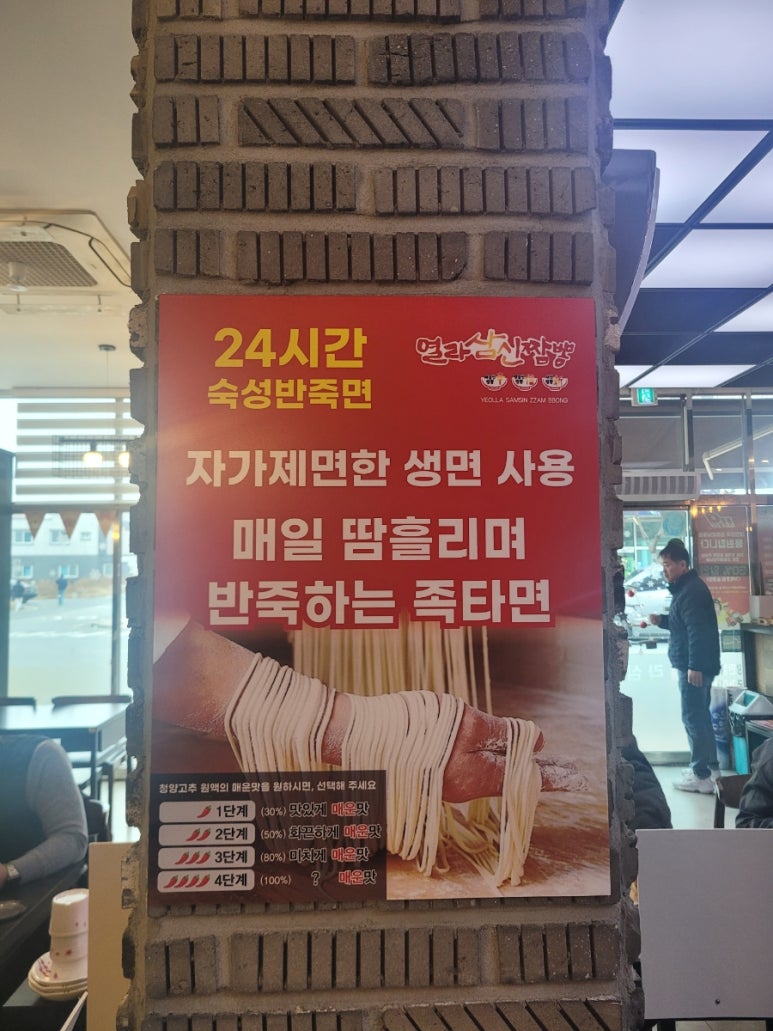 24시간
숙성반죽면
열라삼신짬뽕
YEOLLA SAMSIN ZZAM BBONG
자가제면한 생면 사용
매일 땀흘리며
반죽하는 족타면
청양고추 원액의 매운맛을 원하시면, 선택해 주세요
1단계 (30%) 맛있게 매운맛
2단계 (50%) 화끈하게 매운맛
3단계 (80%) 미치게 매운맛
4단계 (100%) ? 매운맛